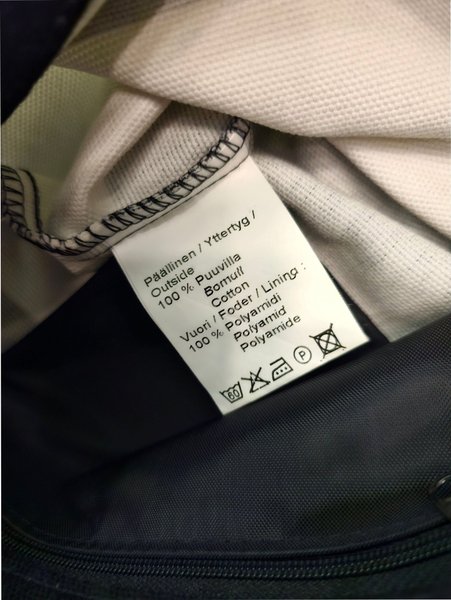 Päällinen / Yttertyg /
Outside
100 % Puuvilla
Bomull
Cotton
Vuori / Foder / Lining :
100 % Polyamidi
Polyamid
Polyamide
60 P